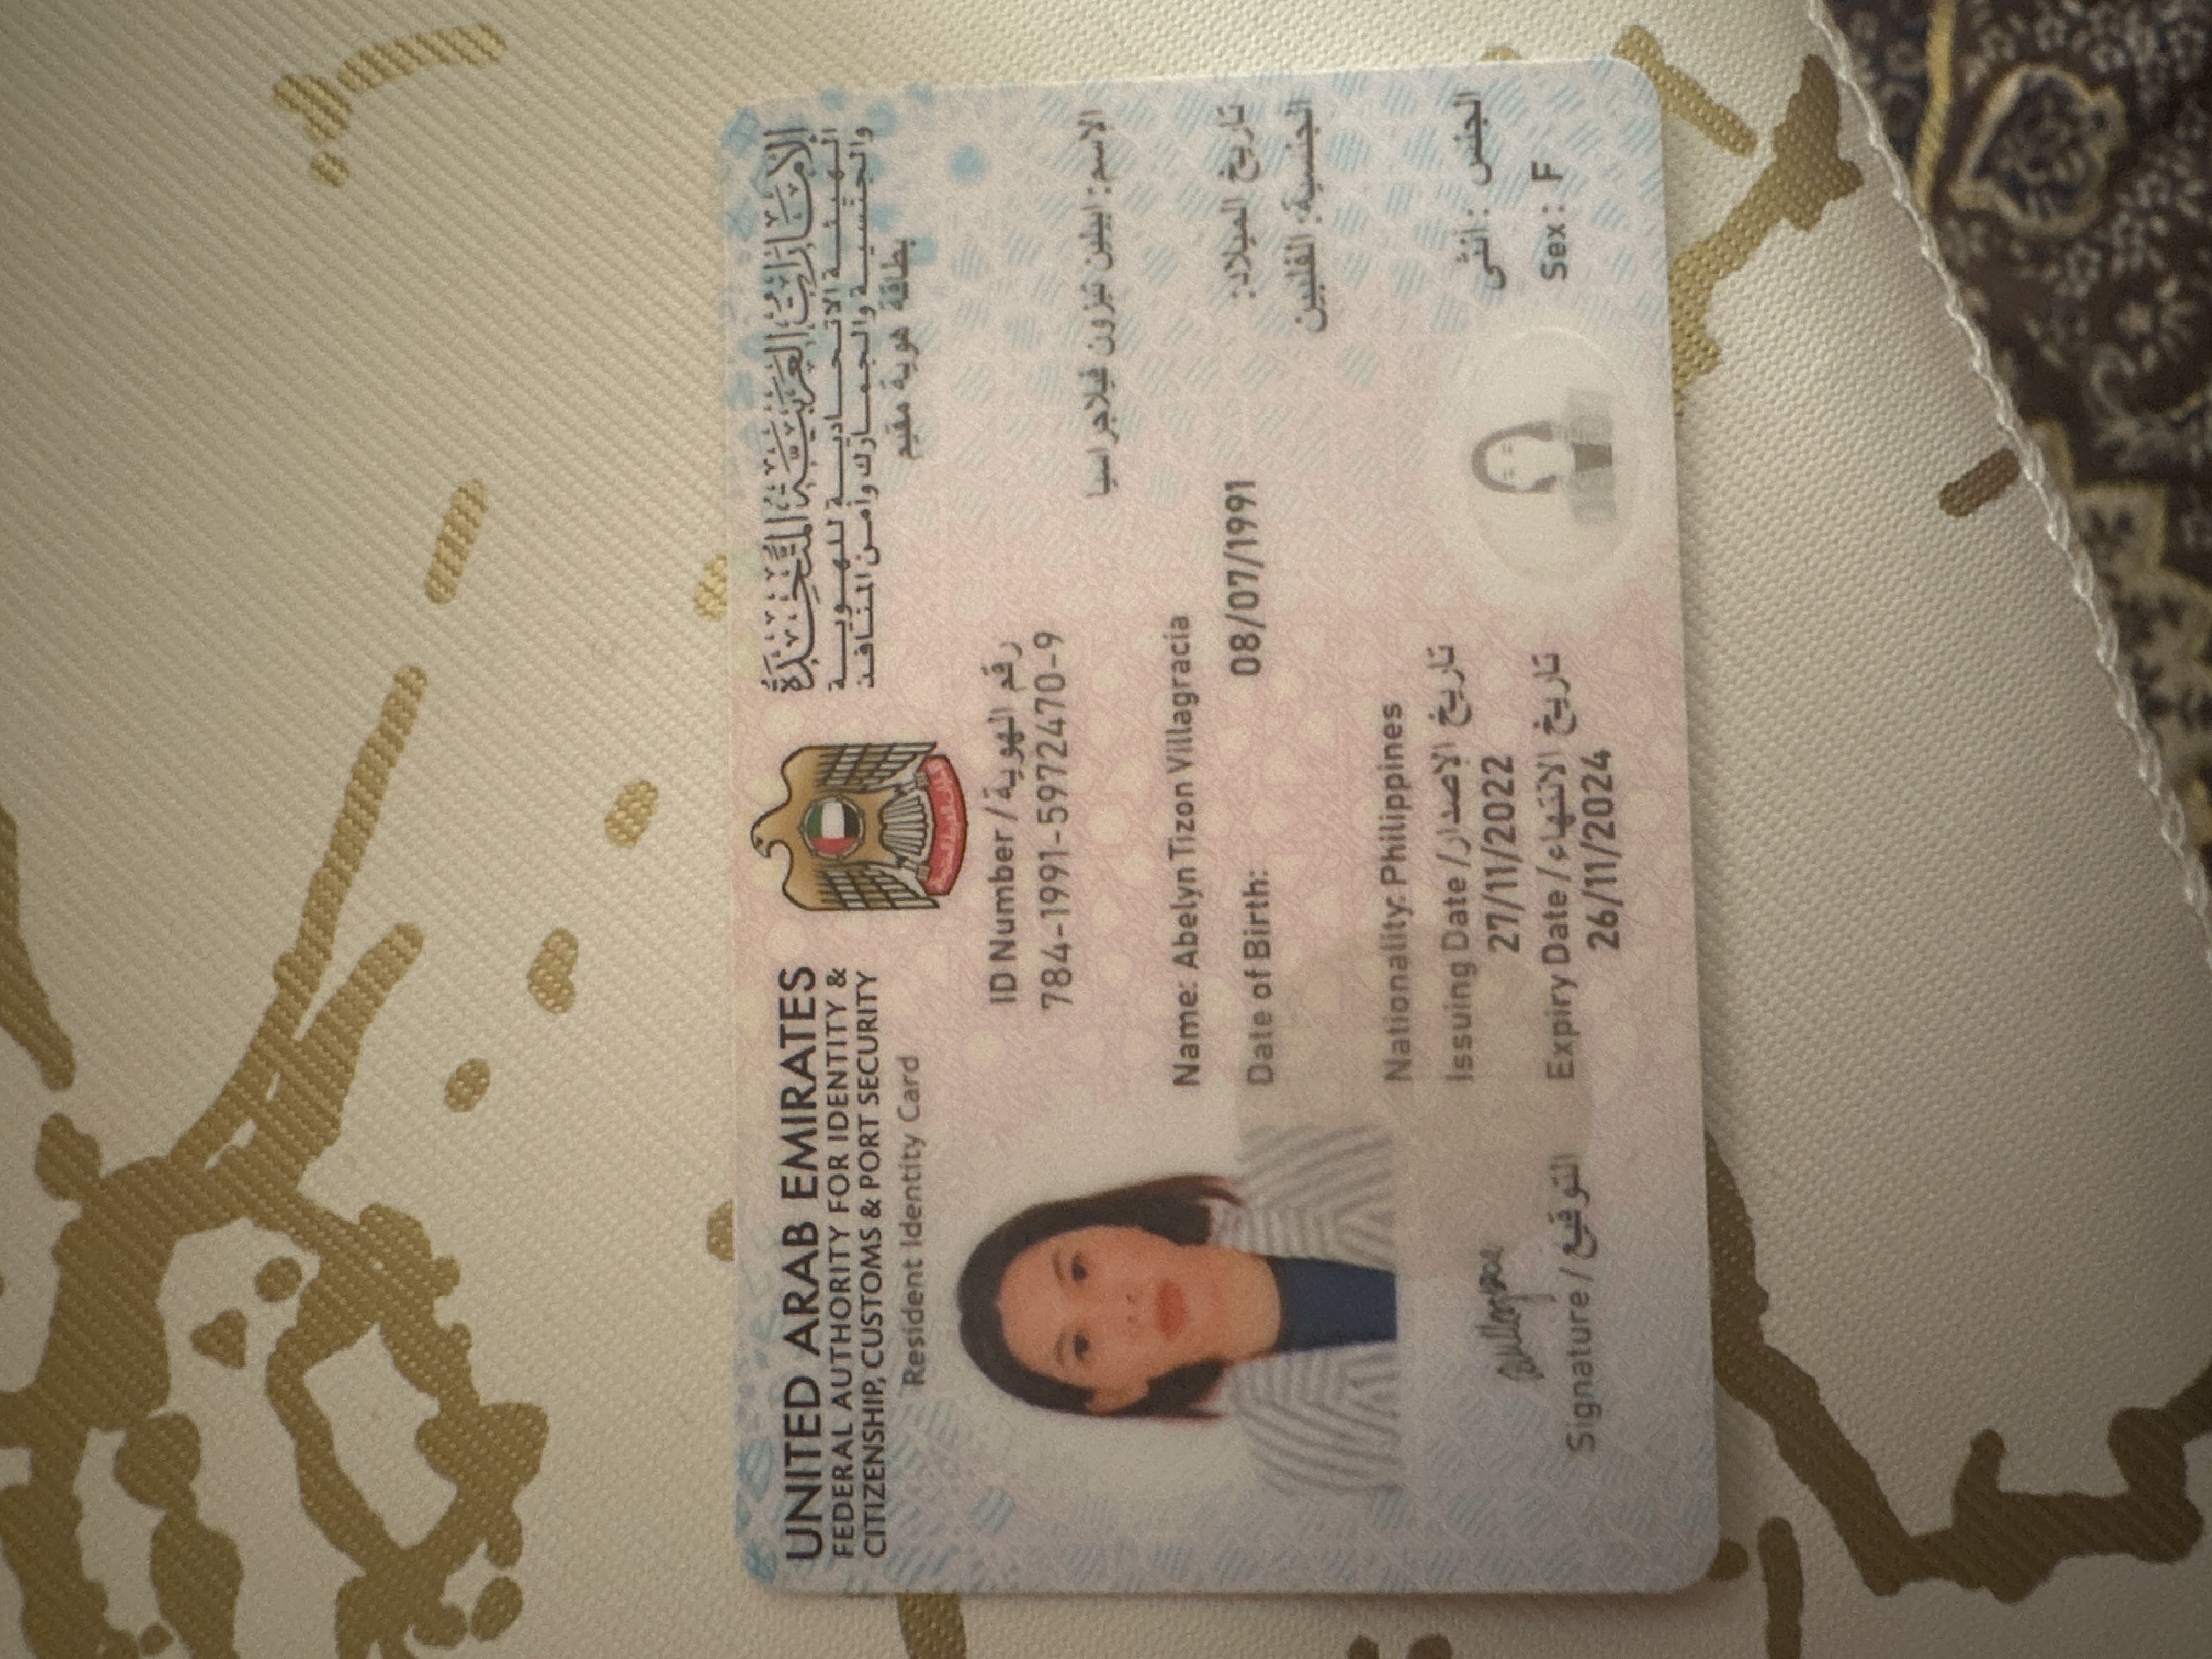 UNITED ARAB EMIRATES
FEDERAL AUTHORITY FOR IDENTITY &
CITIZENSHIP, CUSTOMS & PORT SECURITY
Resident Identity Card
الإمارات العربية المتحدة
الهيئة الاتحادية للهوية
والجنسية والجمارك وأمن المنافذ
بطاقة هوية مقيم
ID Number / رقم الهوية
784-1991-5972470-9
الاسم: ابيلين تيزون فيلاجراسيا
Name: Abelyn Tizon Villagracia
Date of Birth: 08/07/1991 تاريخ الميلاد:
الجنسية: الفلبين
Nationality: Philippines
Issuing Date / تاريخ الإصدار
27/11/2022
Expiry Date / تاريخ الانتهاء
26/11/2024
الجنس : أنثى
Sex : F
Signature / التوقيع